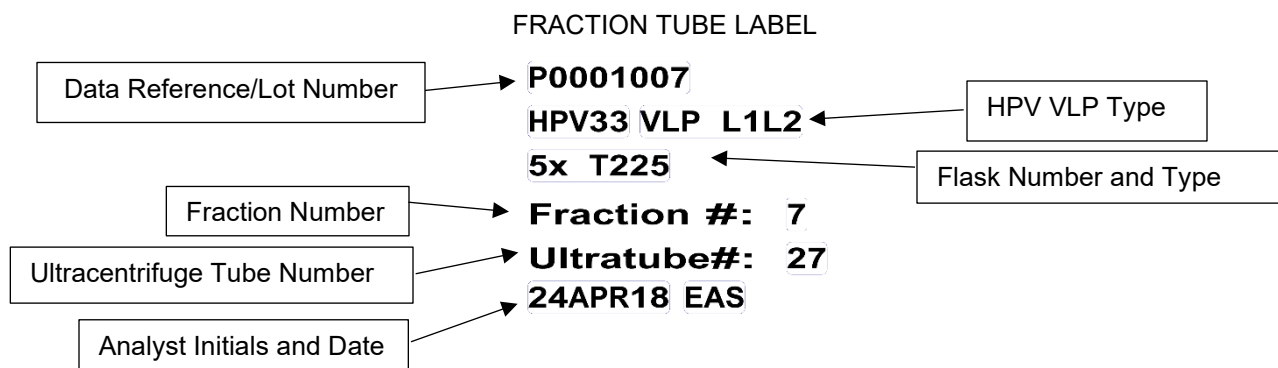 FRACTION TUBE LABEL
Data Reference/Lot Number
P0001007
HPV33 VLP L1L2
HPV VLP Type
5x T225
Flask Number and Type
Fraction Number
Fraction #: 7
Ultracentrifuge Tube Number
Ultratube#: 27
24APR18 EAS
Analyst Initials and Date